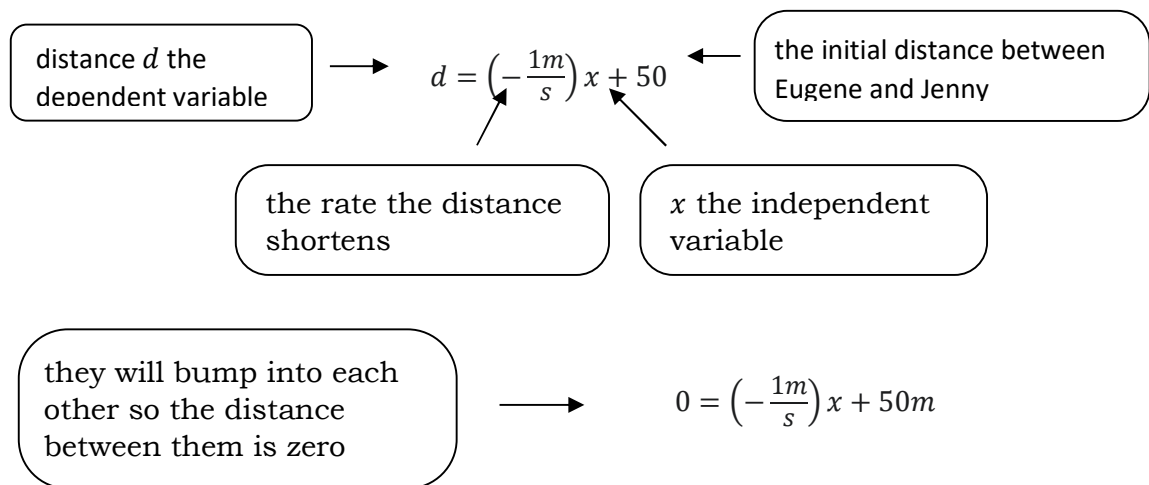 distance 𝑑 the
dependent variable
𝑑 = (−1𝑚/𝑠) 𝑥 + 50
the initial distance between
Eugene and Jenny
the rate the distance
shortens
𝑥 the independent
variable
they will bump into each
other so the distance
between them is zero
0 = (−1𝑚/𝑠) 𝑥 + 50𝑚